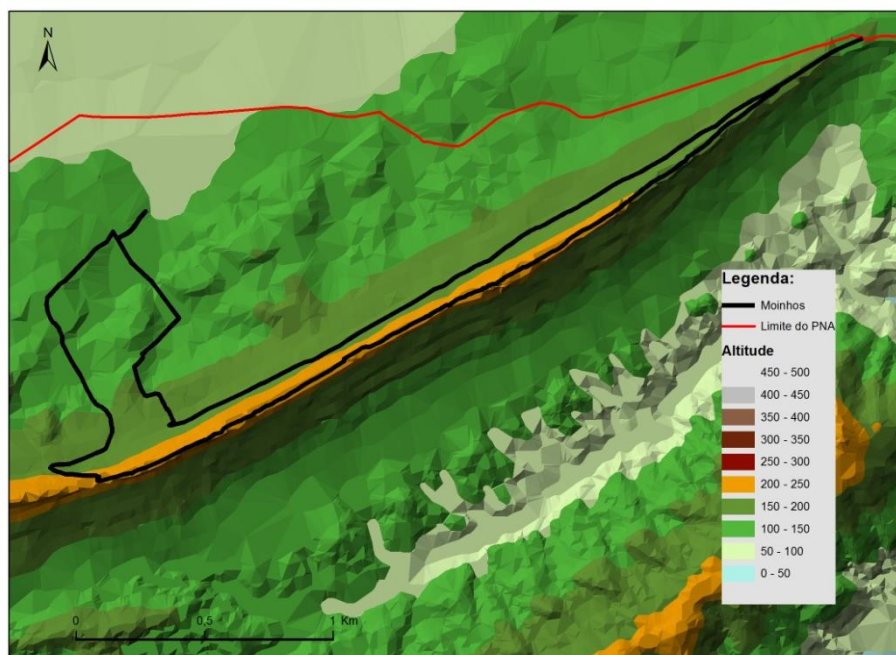 N
Legenda:
Moinhos
Limite do PNA
Altitude
450 - 500
400 - 450
350 - 400
300 - 350
250 - 300
200 - 250
150 - 200
100 - 150
50 - 100
0 - 50
0 0,5 1 Km